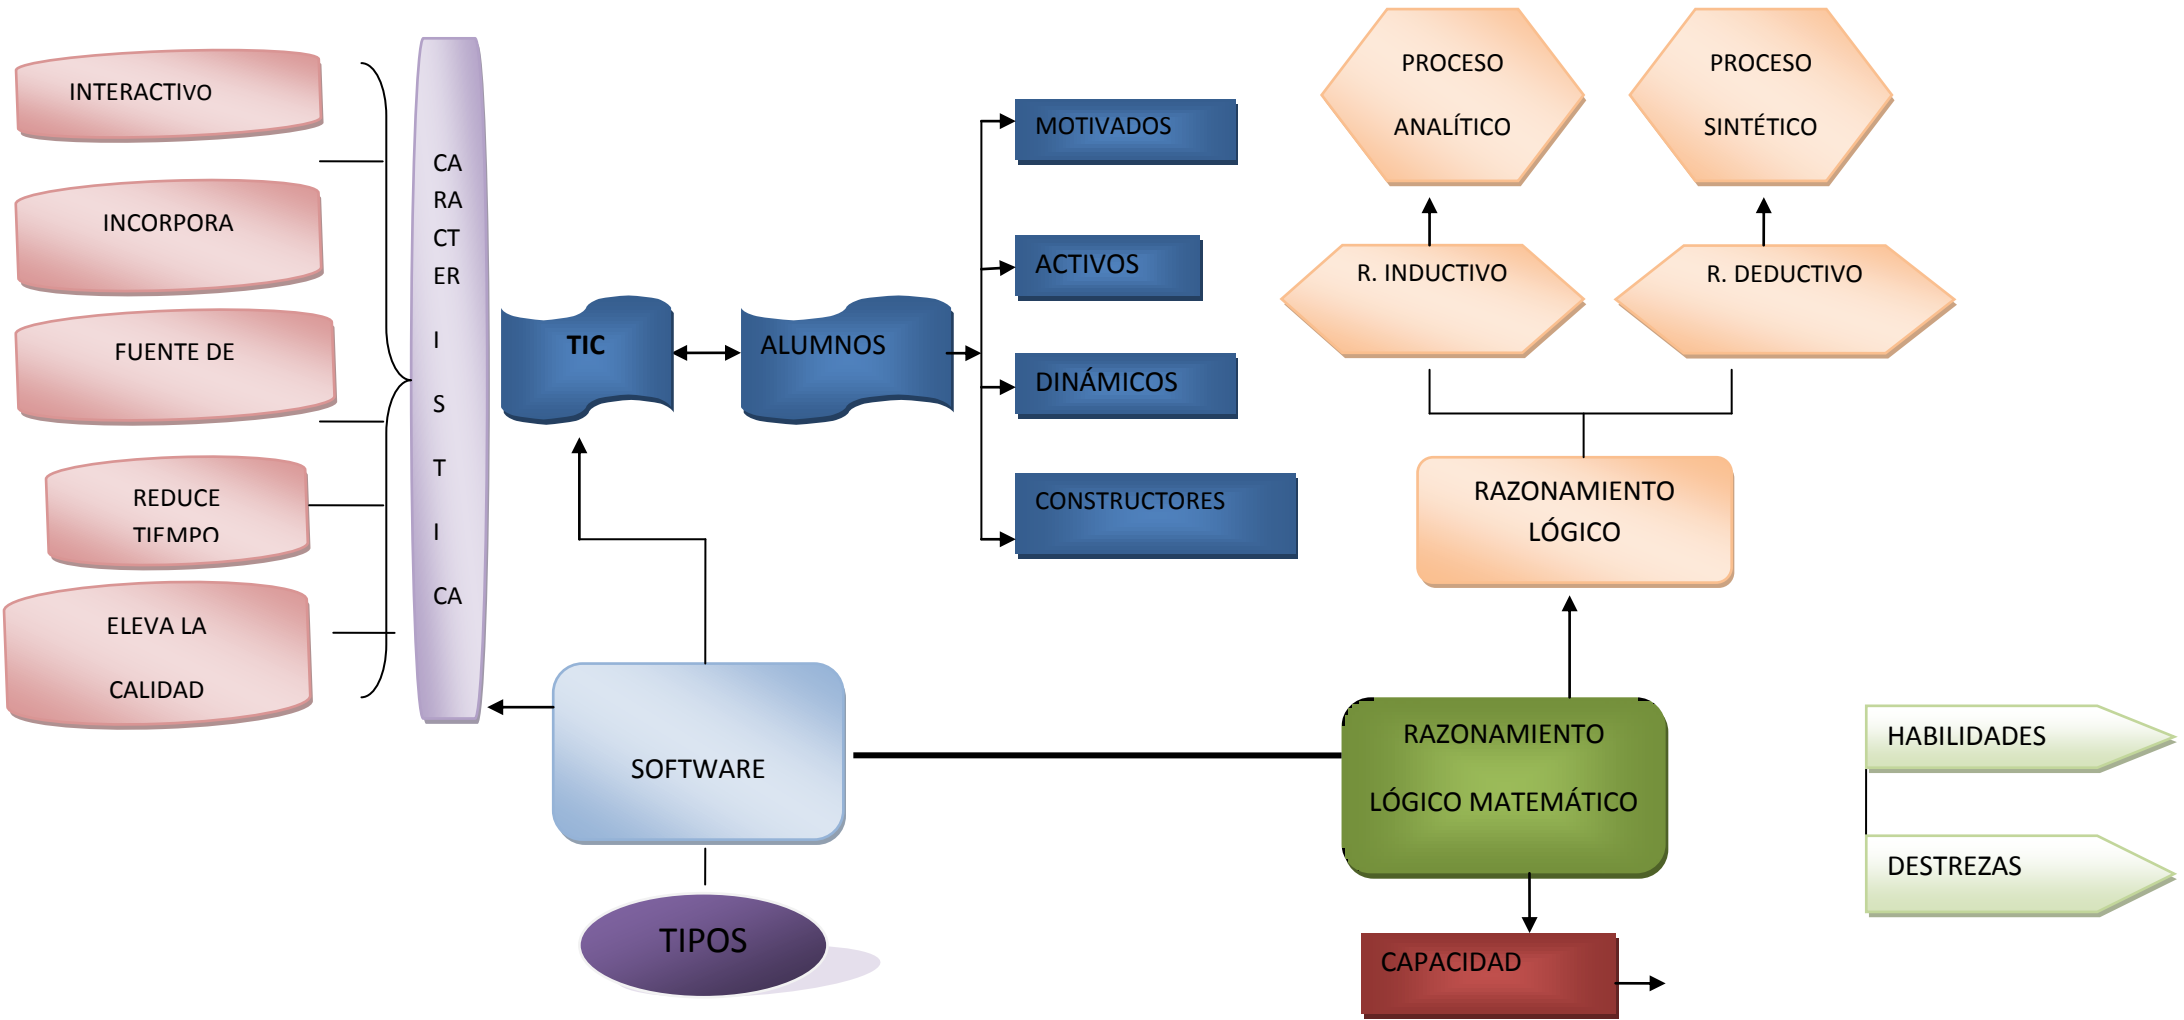 INTERACTIVO
INCORPORA
FUENTE DE
REDUCE
TIEMPO
ELEVA LA
CALIDAD
CA
RA
CT
ER
I
S
T
I
CA
TIC
ALUMNOS
MOTIVADOS
ACTIVOS
DINÁMICOS
CONSTRUCTORES
PROCESO
ANALÍTICO
PROCESO
SINTÉTICO
R. INDUCTIVO
R. DEDUCTIVO
RAZONAMIENTO
LÓGICO
SOFTWARE
TIPOS
RAZONAMIENTO
LÓGICO MATEMÁTICO
CAPACIDAD
HABILIDADES
DESTREZAS